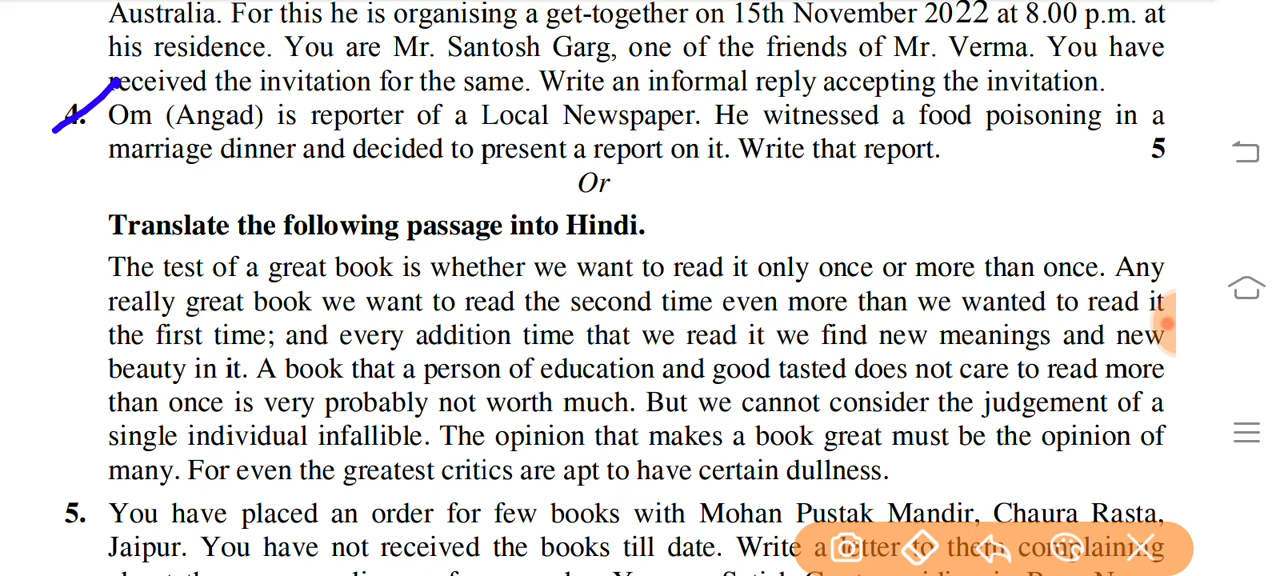 Australia. For this he is organising a get-together on 15th November 2022 at 8.00 p.m. at
his residence. You are Mr. Santosh Garg, one of the friends of Mr. Verma. You have
received the invitation for the same. Write an informal reply accepting the invitation.
4. Om (Angad) is reporter of a Local Newspaper. He witnessed a food poisoning in a
marriage dinner and decided to present a report on it. Write that report. 5
Or
Translate the following passage into Hindi.
The test of a great book is whether we want to read it only once or more than once. Any
really great book we want to read the second time even more than we wanted to read it
the first time; and every addition time that we read it we find new meanings and new
beauty in it. A book that a person of education and good tasted does not care to read more
than once is very probably not worth much. But we cannot consider the judgement of a
single individual infallible. The opinion that makes a book great must be the opinion of
many. For even the greatest critics are apt to have certain dullness.
5. You have placed an order for few books with Mohan Pustak Mandir, Chaura Rasta,
Jaipur. You have not received the books till date. Write a letter to them complaining